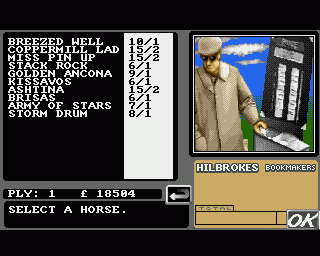 BREEZED WELL 10/1
COPPERMILL LAD 15/2
MISS PIN UP 15/2
STACK ROCK 6/1
GOLDEN ANCONA 9/1
KISSAVOS 6/1
ASHTINA 15/2
BRISAS 6/1
ARMY OF STARS 7/1
STORM DRUM 8/1
HILBROKES BOOKMAKERS
PLY: 1 £ 18504
TOTAL
SELECT A HORSE.
OK